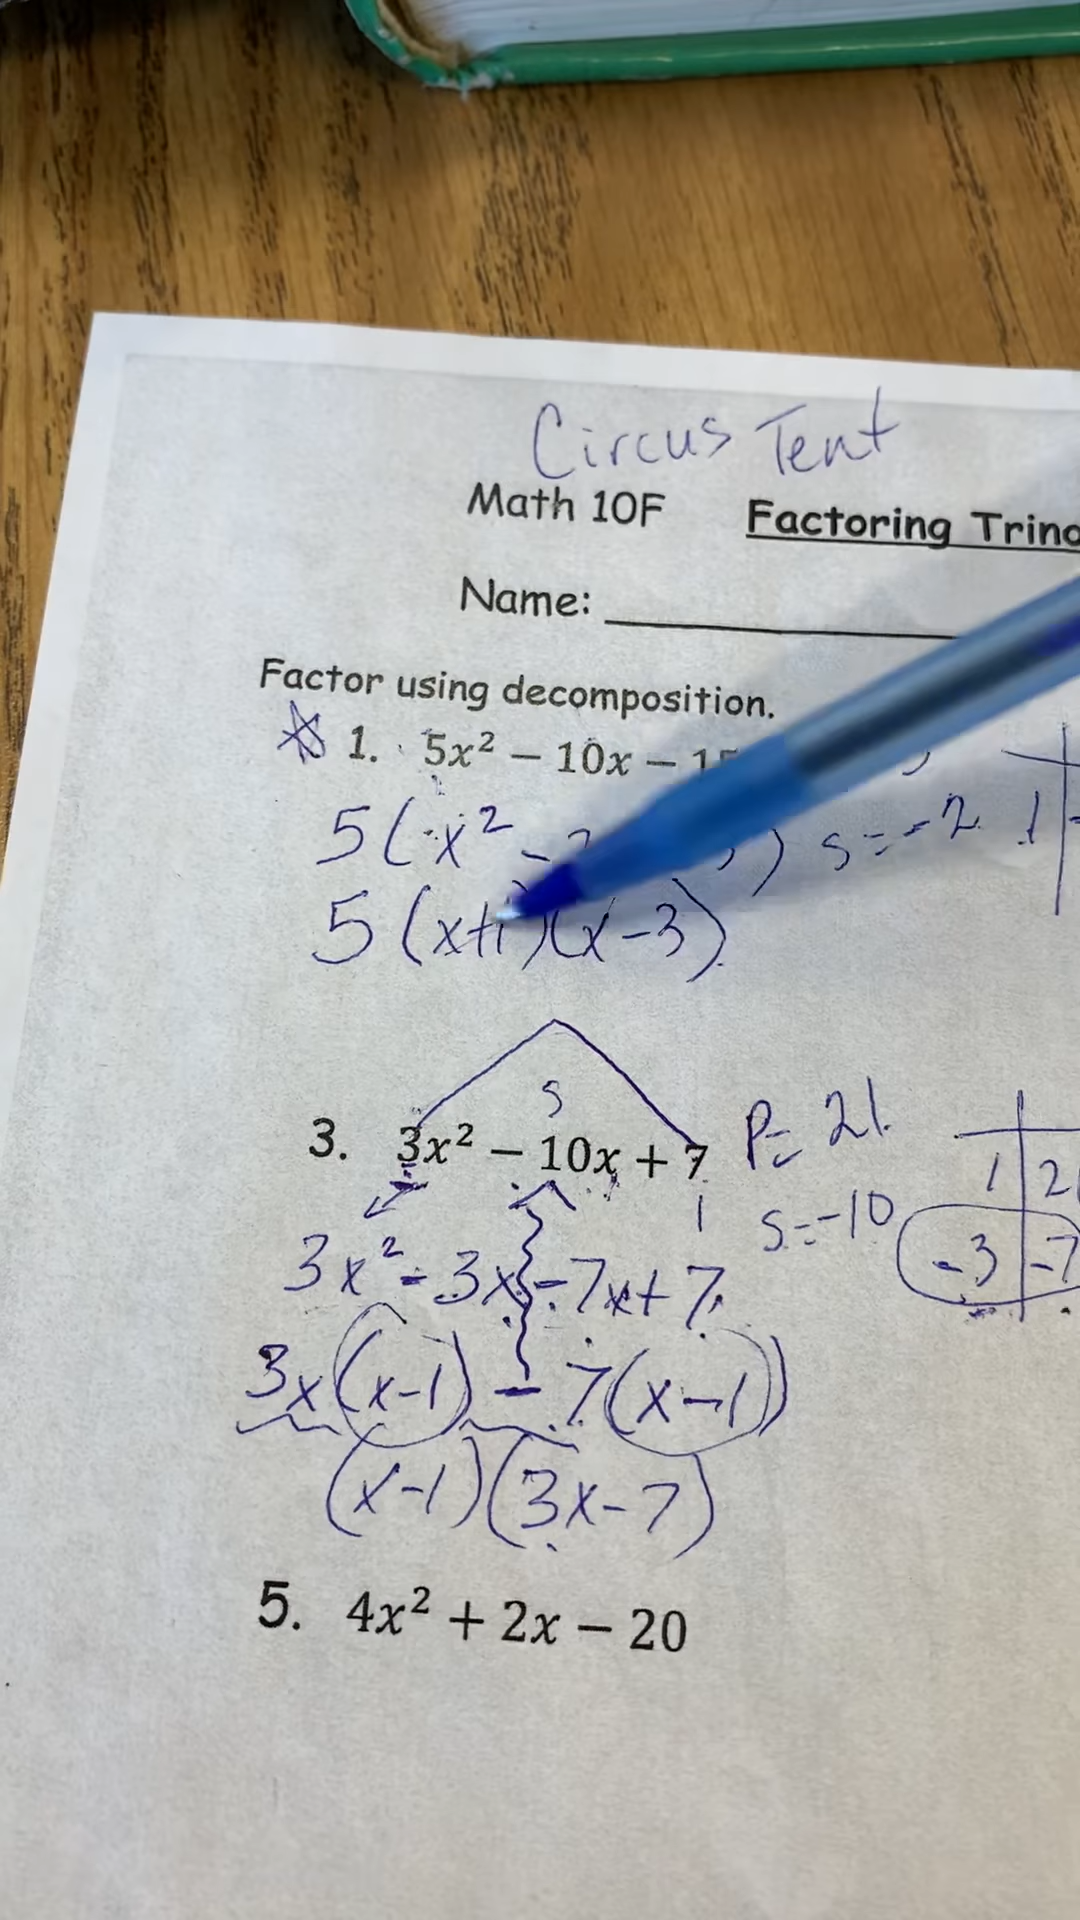 Circus Tent
Math 10F Factoring
Name:
Factor using decomposition.
1. 5x² – 10x –
5(x² – ) s=-2 1
5(x+1)(x-3)
s
3. 3x² – 10x + 7 P= 21
1 s=-10 1
-3 -7
3x² - 3x - 7x + 7
3x(x-1) - 7(x-1)
(x-1)(3x-7)
5. 4x² + 2x – 20